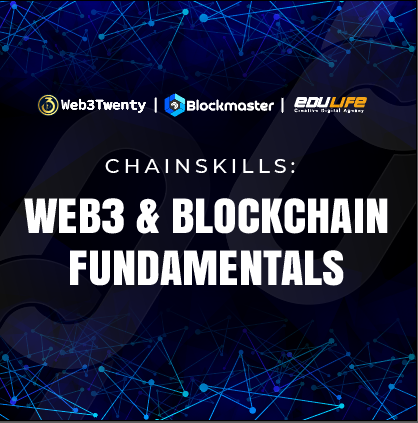 Web3Twenty | Blockmaster | EDULIFE
Creative Digital Agency
CHAINSKILLS:
WEB3 & BLOCKCHAIN
FUNDAMENTALS